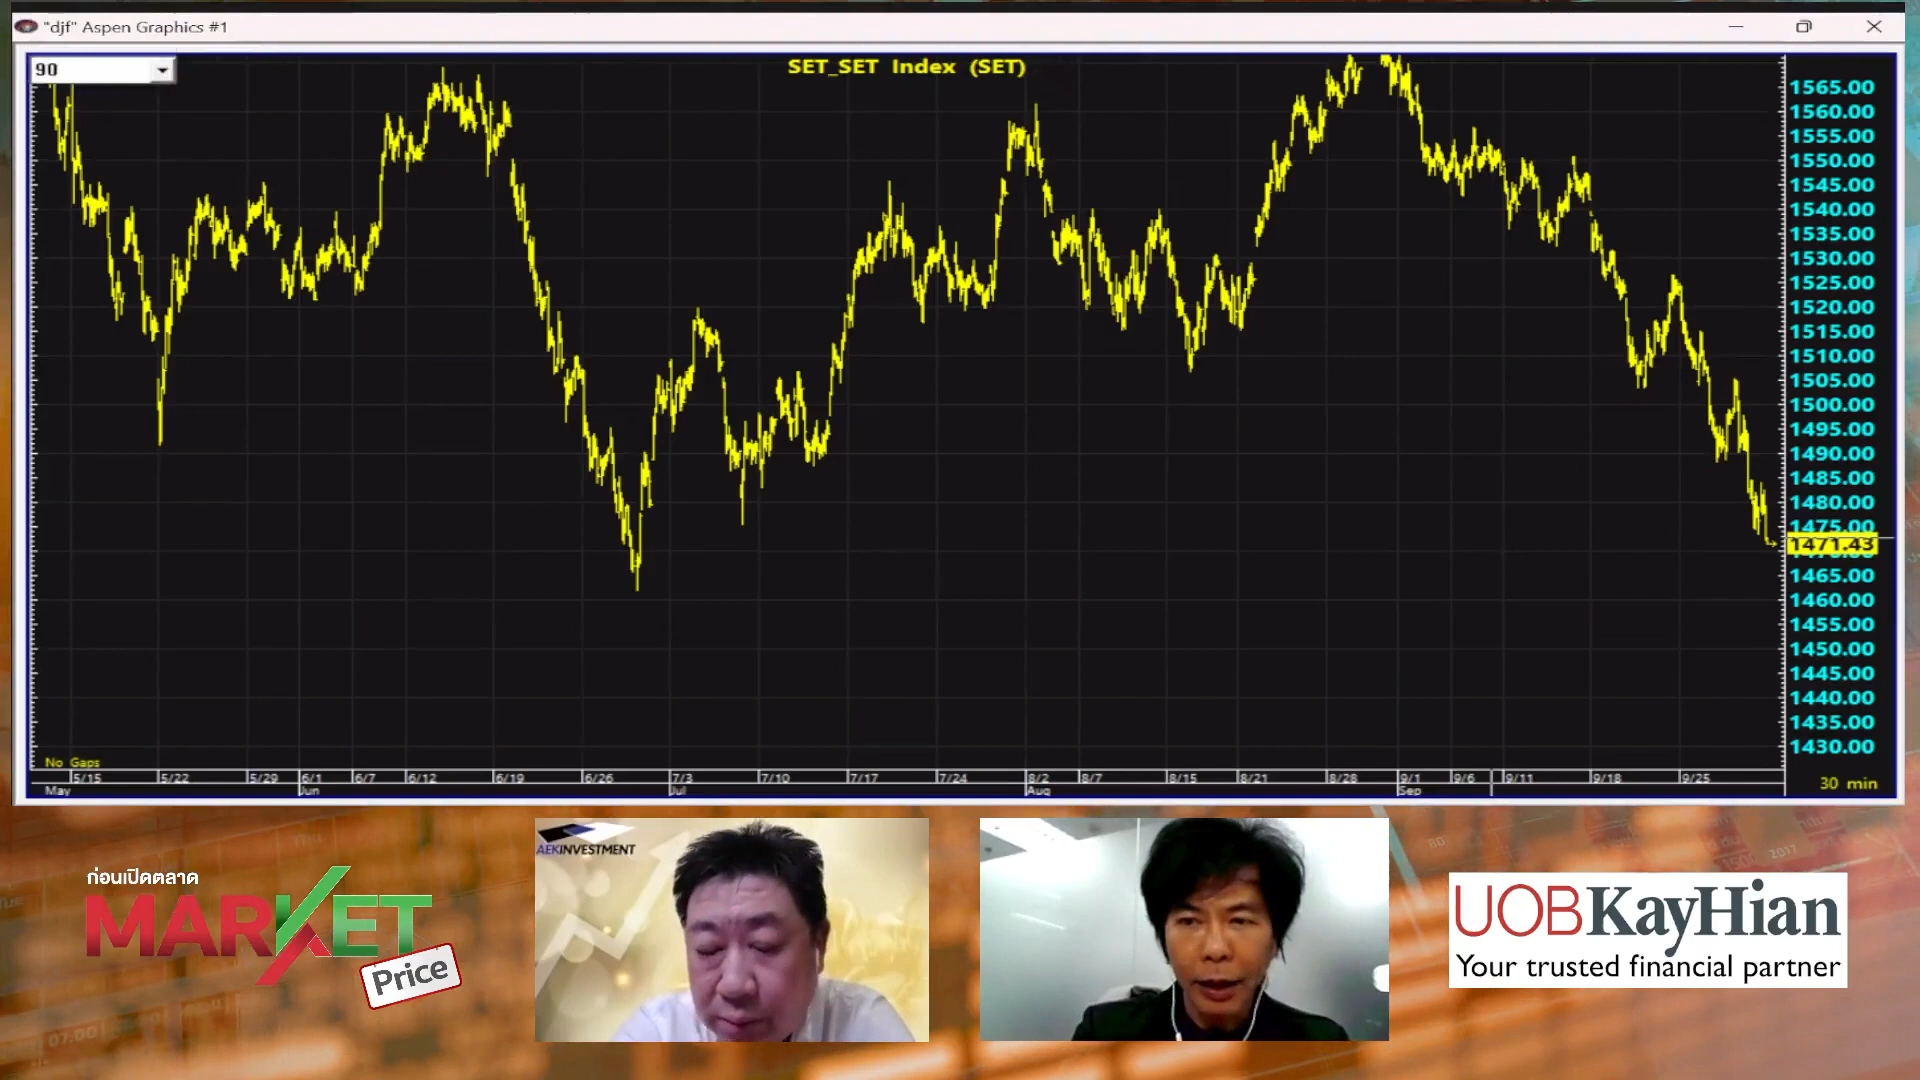 "djf" Aspen Graphics #1
90
SET_SET Index (SET)
1565.00
1560.00
1555.00
1550.00
1545.00
1540.00
1535.00
1530.00
1525.00
1520.00
1515.00
1510.00
1505.00
1500.00
1495.00
1490.00
1485.00
1480.00
1475.00
1471.43
1465.00
1460.00
1455.00
1450.00
1445.00
1440.00
1435.00
1430.00
No Gaps
5/15 5/22 5/29 6/1 6/7 6/12 6/19 6/26 7/3 7/10 7/17 7/24 8/2 8/7 8/15 8/21 8/28 9/1 9/6 9/11 9/18 9/25
30 min
May Jun Jul Aug Sep
ก่อนเปิดตลาด
MARKET
Price
AEKINVESTMENT
UOBKayHian
Your trusted financial partner